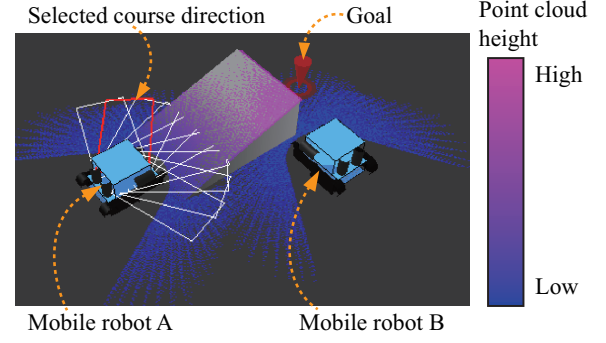 Selected course direction
Goal
Point cloud
height
High
Low
Mobile robot A
Mobile robot B